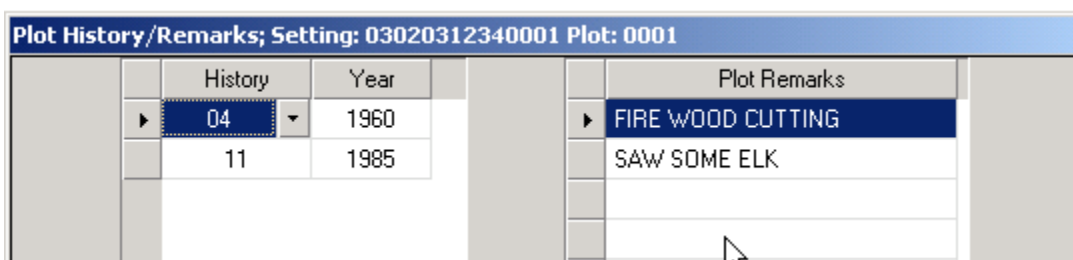 Plot History/Remarks; Setting: 03020312340001 Plot: 0001
History Year Plot Remarks
04 1960 FIRE WOOD CUTTING
11 1985 SAW SOME ELK